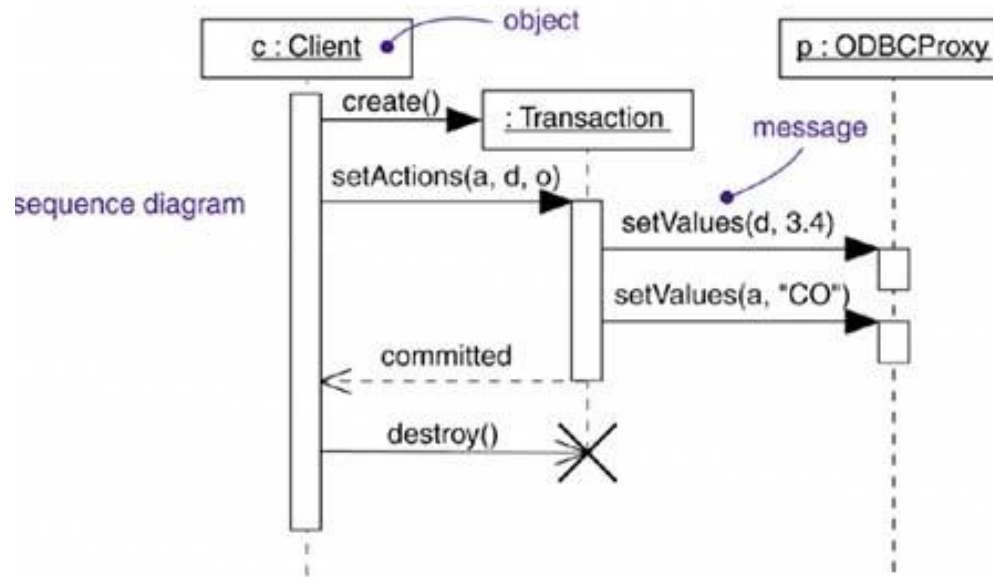 object
c : Client
p : ODBCProxy
create()
: Transaction
message
setActions(a, d, o)
sequence diagram
setValues(d, 3.4)
setValues(a, "CO")
committed
destroy()